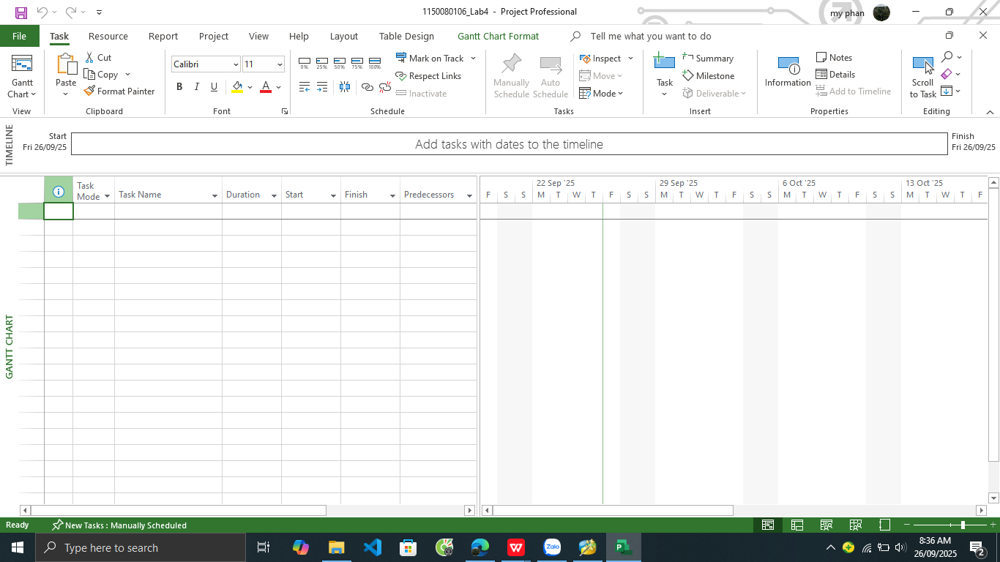 1150080106_Lab4 - Project Professional
my phan
File Task Resource Report Project View Help Layout Table Design Gantt Chart Format Tell me what you want to do
Gantt Chart
View
Paste
Cut
Copy
Format Painter
Clipboard
Calibri 11
B I U A
Font
0% 25% 50% 75% 100%
Mark on Track
Respect Links
Inactivate
Schedule
Manually Schedule
Auto Schedule
Inspect
Move
Mode
Tasks
Task
Summary
Milestone
Deliverable
Insert
Information
Notes
Details
Add to Timeline
Properties
Scroll to Task
Editing
TIMELINE
Start
Fri 26/09/25
Add tasks with dates to the timeline
Finish
Fri 26/09/25
GANTT CHART
Task Mode Task Name Duration Start Finish Predecessors
22 Sep '25 29 Sep '25 6 Oct '25 13 Oct '25
F S S M T W T F S S M T W T F S S M T W T F S S M T W T F
Ready New Tasks : Manually Scheduled
Type here to search
Zalo
8:36 AM
26/09/2025
2